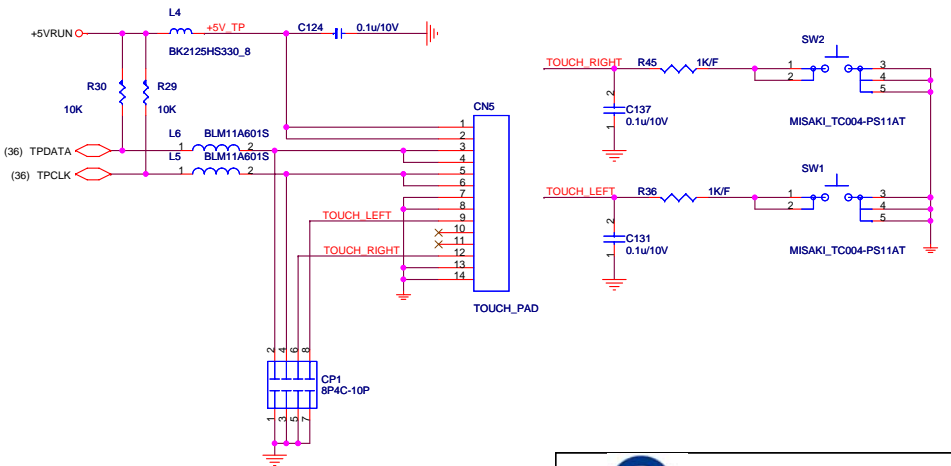 L4
+5VRUN
+5V_TP
C124
0.1u/10V
BK2125HS330_8
R30
R29
10K
10K
L6
BLM11A601S
(36) TPDATA
1
2
L5
BLM11A601S
(36) TPCLK
1
2
CN5
1
2
3
4
5
6
7
8
9
10
11
12
13
14
TOUCH_LEFT
TOUCH_RIGHT
TOUCH_PAD
2
4
6
8
CP1
8P4C-10P
1
3
5
7
SW2
TOUCH_RIGHT
R45
1K/F
1
2
3
4
5
2
C137
0.1u/10V
1
MISAKI_TC004-PS11AT
SW1
TOUCH_LEFT
R36
1K/F
1
2
3
4
5
2
C131
0.1u/10V
1
MISAKI_TC004-PS11AT